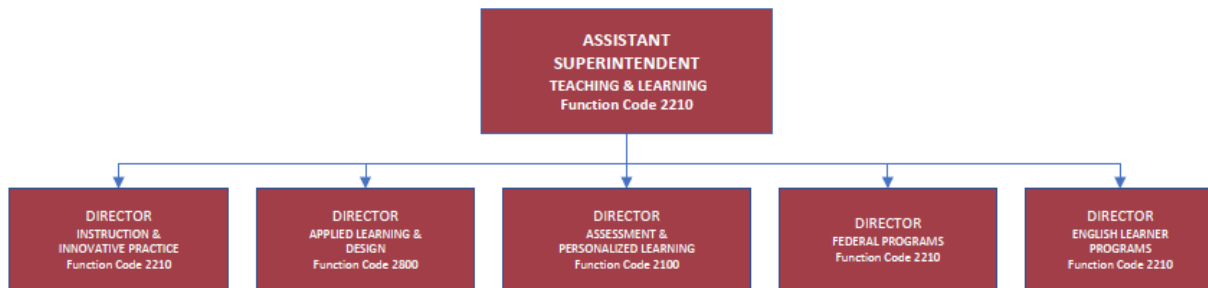 ASSISTANT
SUPERINTENDENT
TEACHING & LEARNING
Function Code 2210
DIRECTOR
INSTRUCTION &
INNOVATIVE PRACTICE
Function Code 2210
DIRECTOR
APPLIED LEARNING &
DESIGN
Function Code 2800
DIRECTOR
ASSESSMENT &
PERSONALIZED LEARNING
Function Code 2100
DIRECTOR
FEDERAL PROGRAMS
Function Code 2210
DIRECTOR
ENGLISH LEARNER
PROGRAMS
Function Code 2210